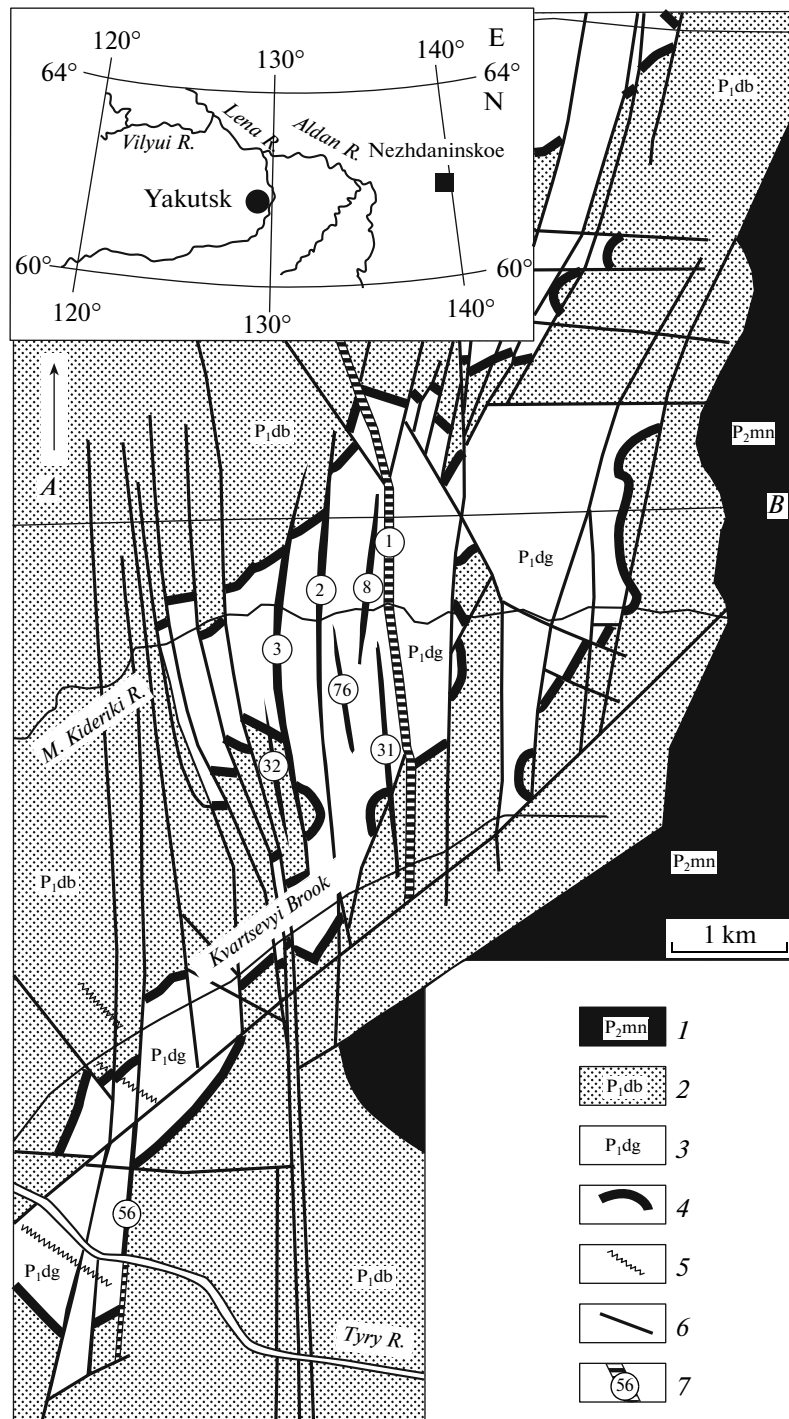 120°
130°
140°
E
64°
64°
N
Vilyui R.
Lena R.
Aldan R.
Nezhdaninskoe
Yakutsk
60°
60°
120°
130°
140°
P₁db
A
P₁db
P₂mn
B
1
P₁dg
2
8
3
P₁dg
76
M. Kideriki R.
31
32
P₁db
P₂mn
Kvartsevyi Brook
1 km
P₁dg
P₂mn 1
P₁db 2
P₁dg 3
4
5
6
56 7
56
P₁dg
P₁db
Tyry R.